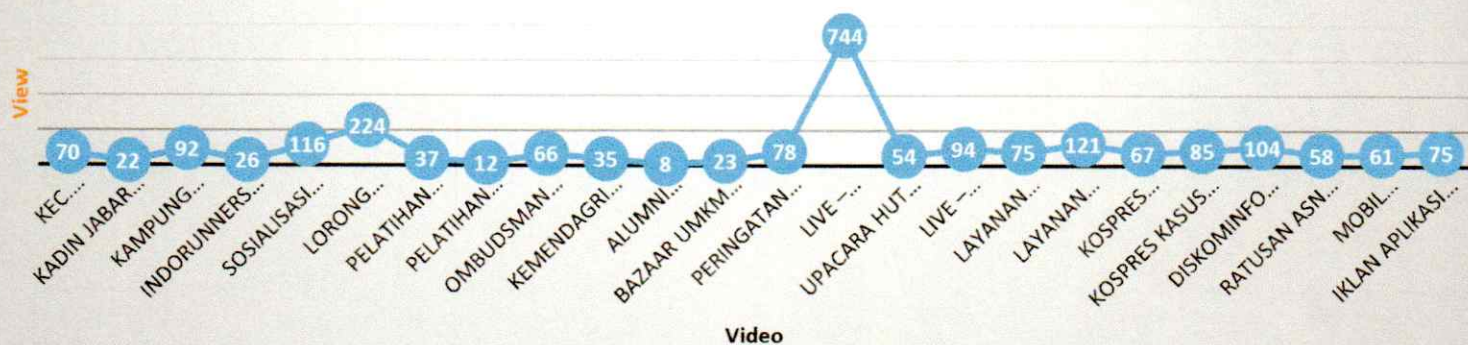 View
744
70
22
92
26
116
224
37
12
66
35
8
23
78
54
94
75
121
67
85
104
58
61
75
KEC...
KADIN JABAR...
KAMPUNG...
INDORUNNERS...
SOSIALISASI...
LORONG...
PELATIHAN...
PELATIHAN...
OMBUDSMAN...
KEMENDAGRI...
ALUMNI...
BAZAAR UMKM...
PERINGATAN...
LIVE –...
UPACARA HUT...
LIVE –...
LAYANAN...
LAYANAN...
KOSPRES...
KOSPRES KASUS...
DISKOMINFO...
RATUSAN ASN...
MOBIL...
IKLAN APLIKASI...
Video